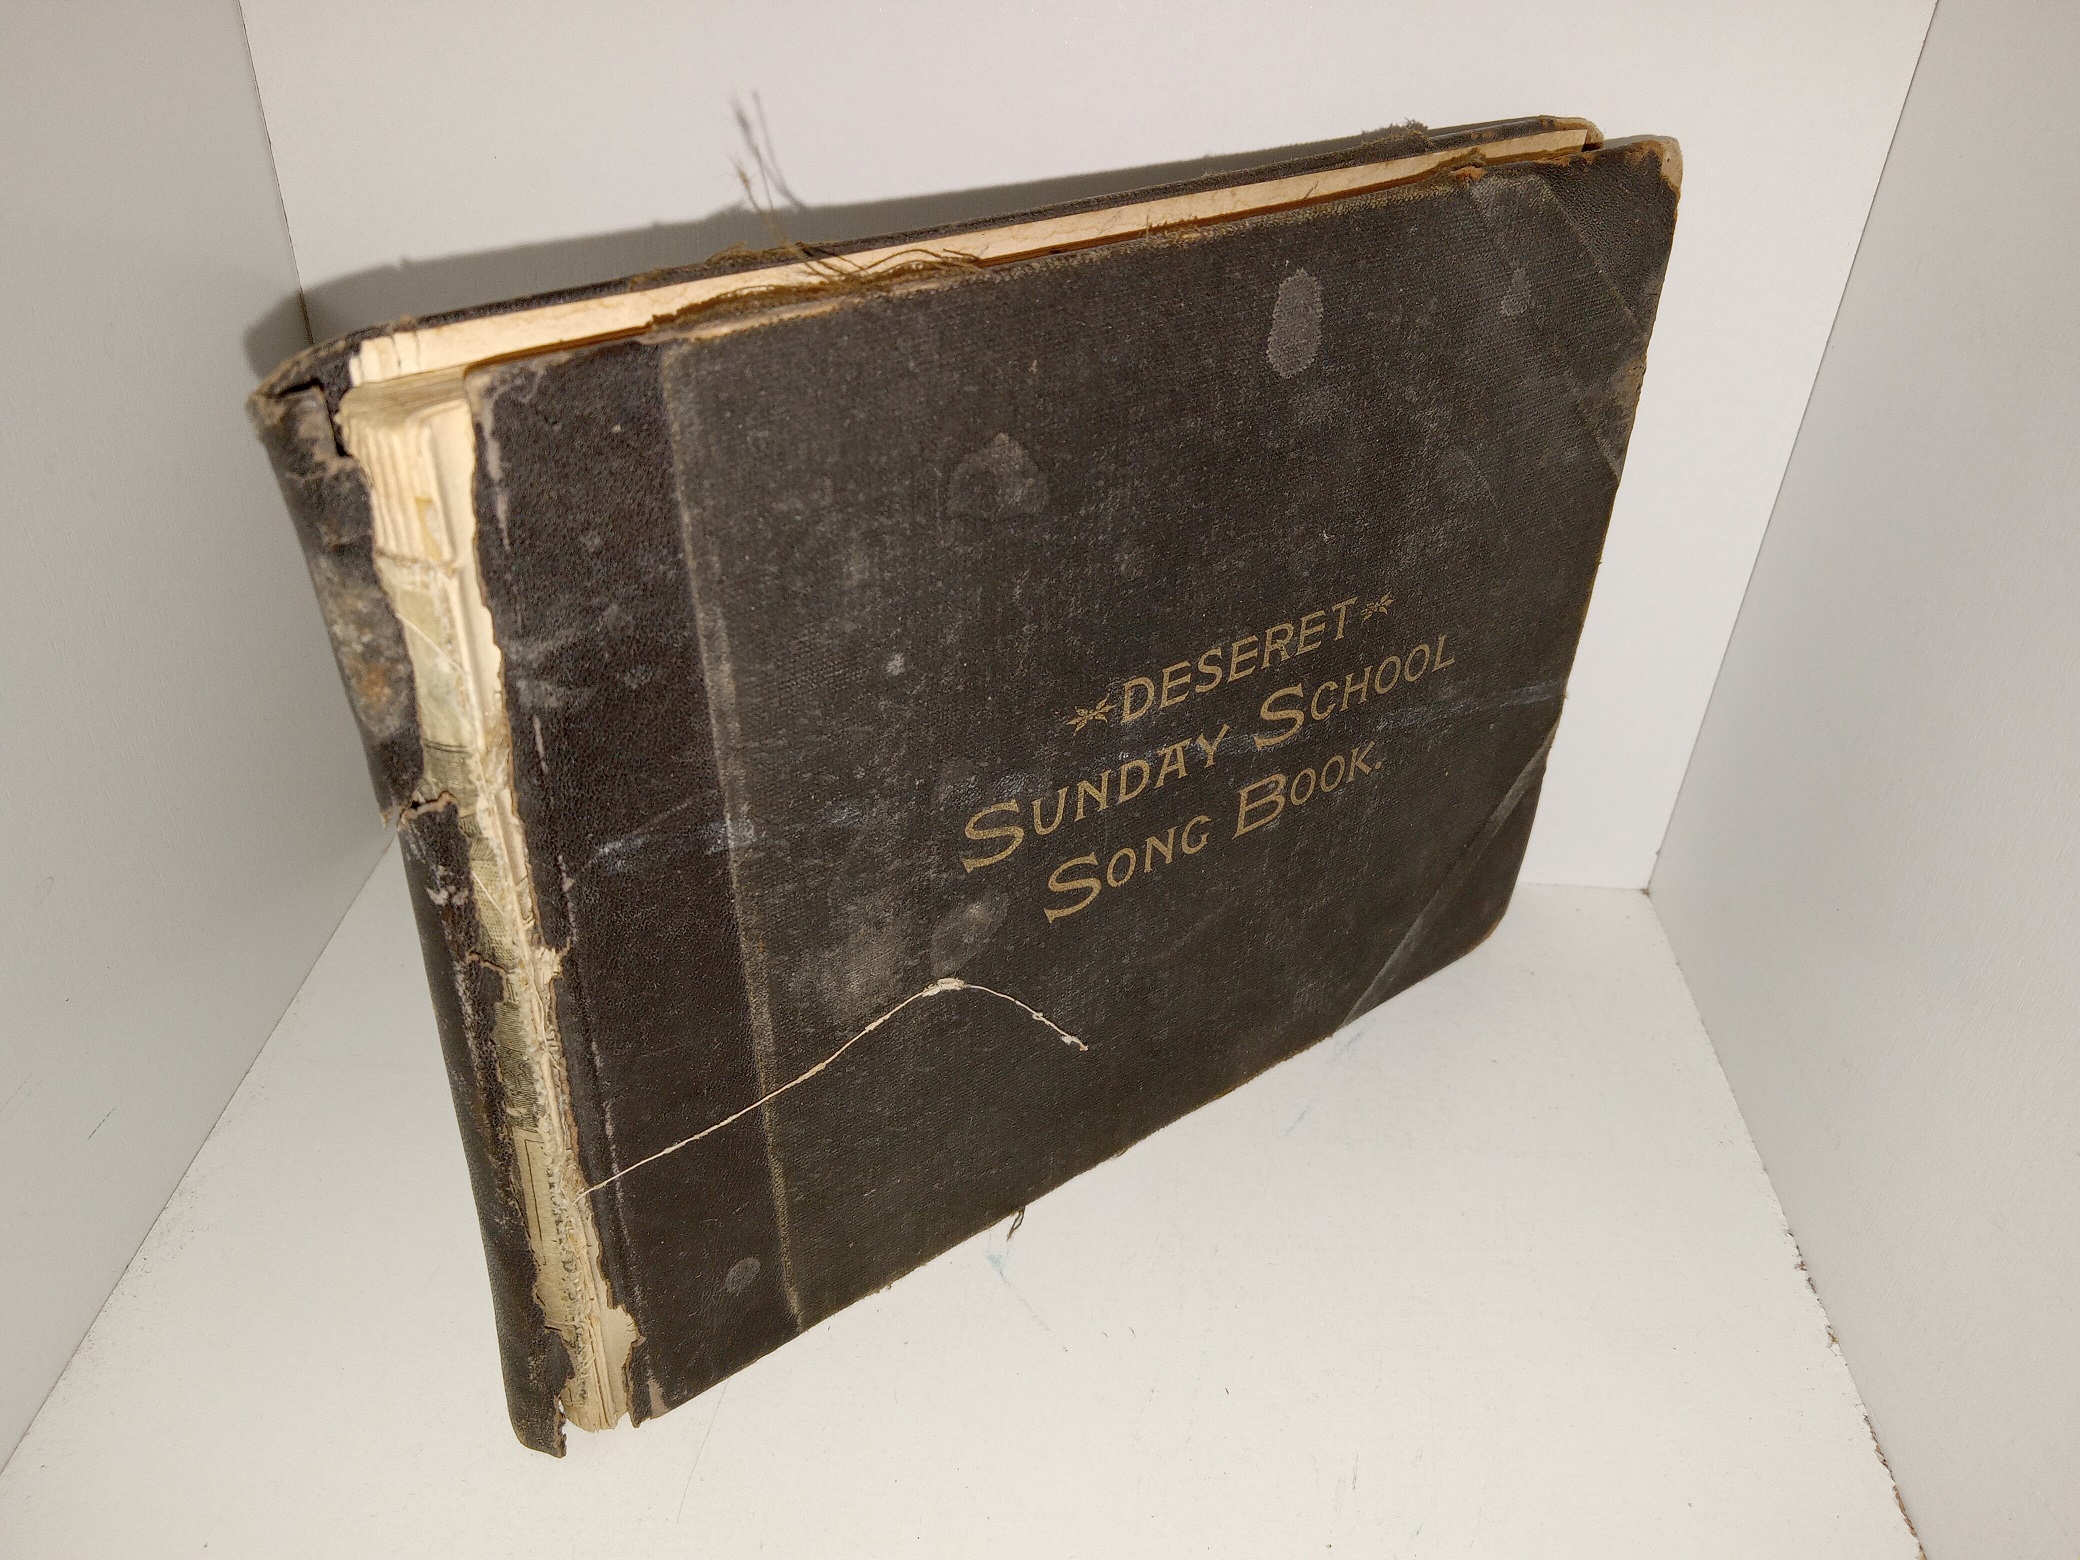 DESERET
SUNDAY SCHOOL
SONG BOOK.